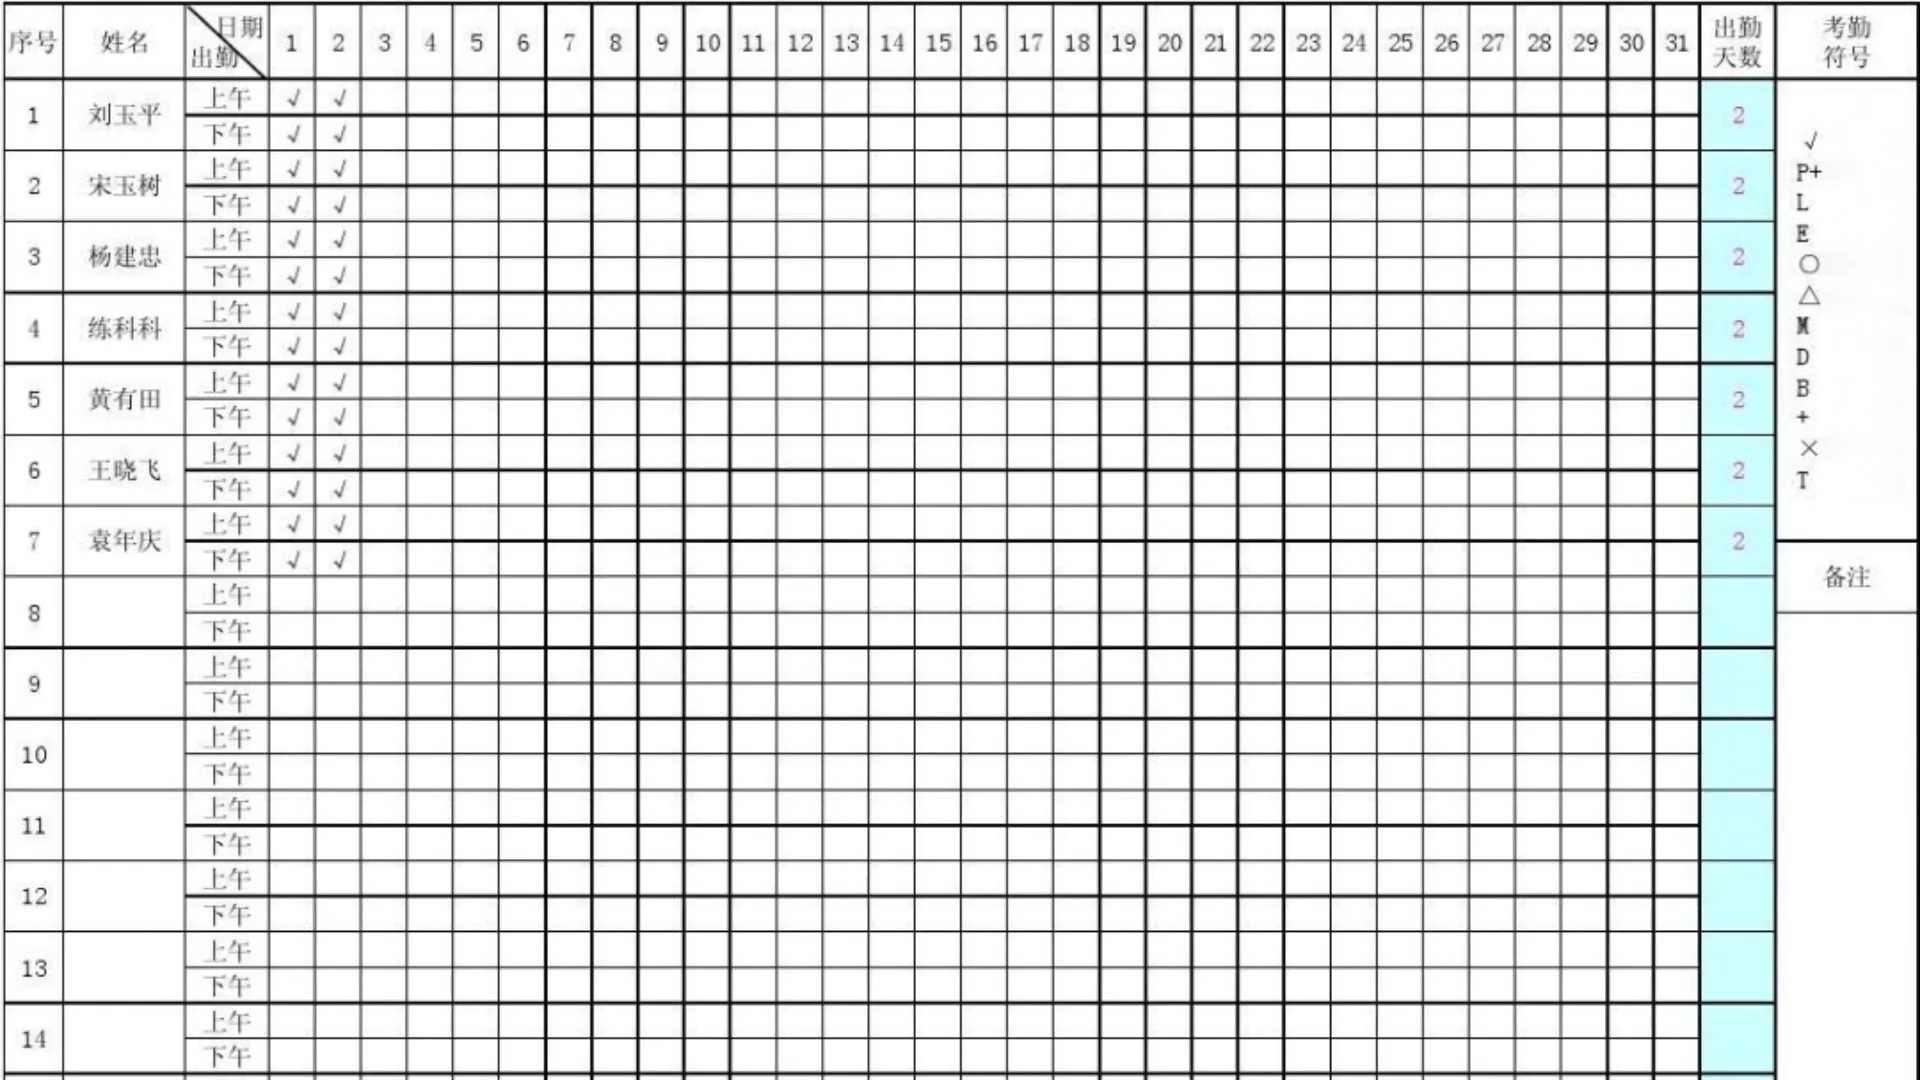 序号 姓名 日期 出勤 1 2 3 4 5 6 7 8 9 10 11 12 13 14 15 16 17 18 19 20 21 22 23 24 25 26 27 28 29 30 31 出勤天数 考勤符号
1 刘玉平 上午 √ √ 2
下午 √ √
2 宋玉树 上午 √ √ 2
下午 √ √
3 杨建忠 上午 √ √ 2
下午 √ √
4 练科科 上午 √ √ 2
下午 √ √
5 黄有田 上午 √ √ 2
下午 √ √
6 王晓飞 上午 √ √ 2
下午 √ √
7 袁年庆 上午 √ √ 2
下午 √ √
8 上午
下午
9 上午
下午
10 上午
下午
11 上午
下午
12 上午
下午
13 上午
下午
14 上午
下午
√
P+
L
E
○
△
M
D
B
+
×
T
备注